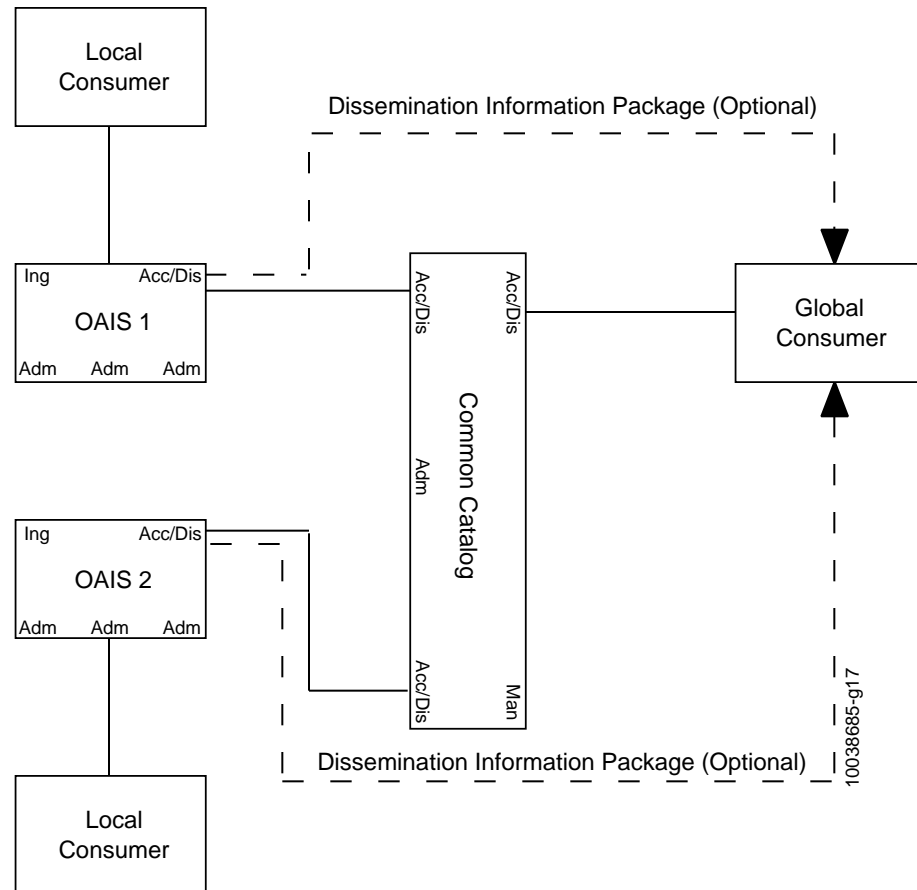 Local
Consumer
Dissemination Information Package (Optional)
Ing
Acc/Dis
OAIS 1
Adm
Adm
Adm
Acc/Dis
Acc/Dis
Global
Consumer
Common Catalog
Adm
Ing
Acc/Dis
OAIS 2
Adm
Adm
Adm
Acc/Dis
Man
Dissemination Information Package (Optional)
10038685-g17
Local
Consumer